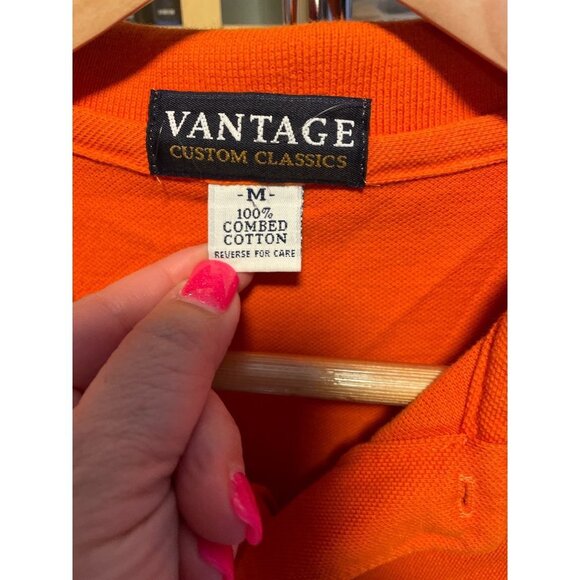 VANTAGE
CUSTOM CLASSICS
-M-
100%
COMBED
COTTON
REVERSE FOR CARE